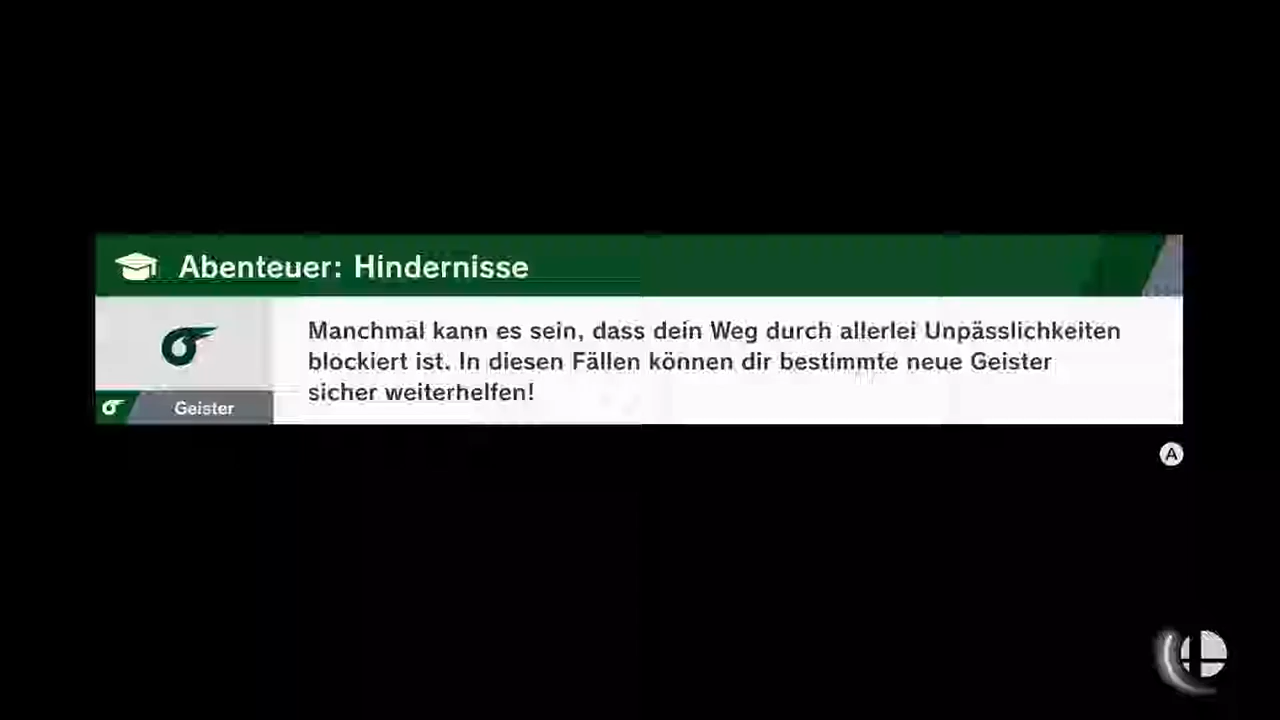 Abenteuer: Hindernisse
Manchmal kann es sein, dass dein Weg durch allerlei Unpässlichkeiten
blockiert ist. In diesen Fällen können dir bestimmte neue Geister
sicher weiterhelfen!
Geister
A